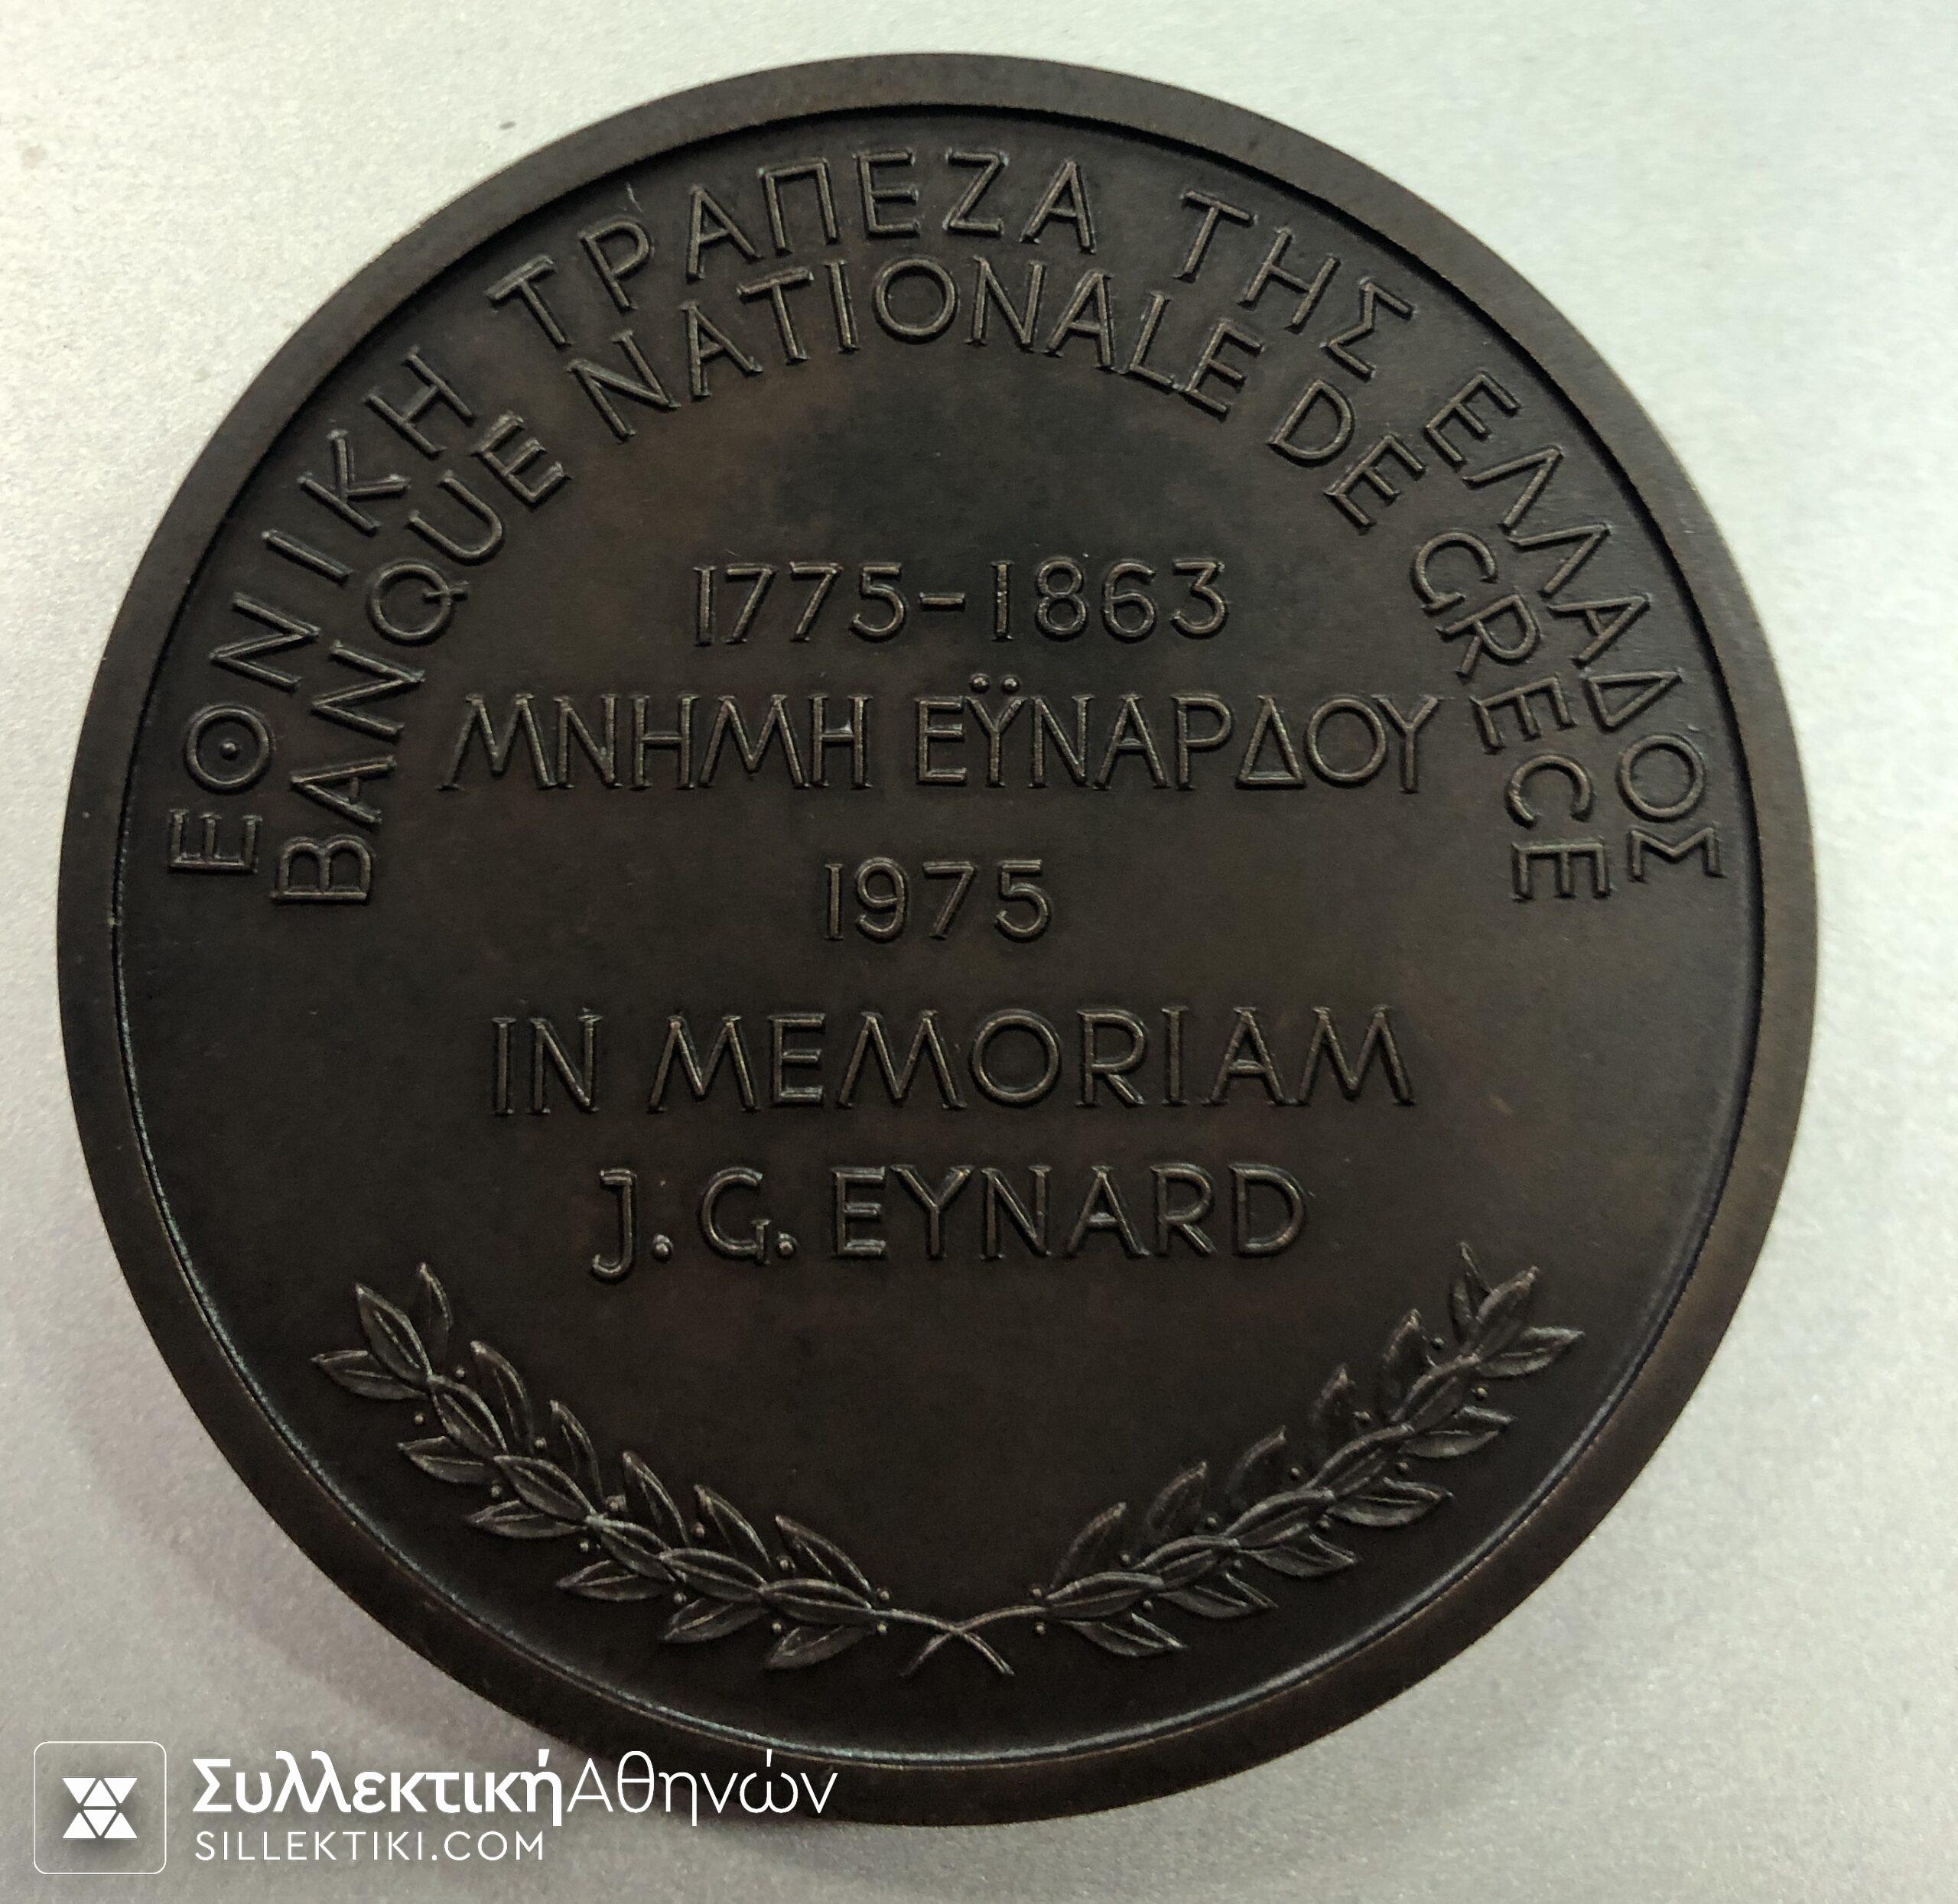 ΕΘΝΙΚΗ ΤΡΑΠΕΖΑ ΤΗΣ ΕΛΛΑΔΟΣ
BANQUE NATIONALE DE GRECE
1775-1863
ΜΝΗΜΗ ΕΫΝΑΡΔΟΥ
1975
IN MEMORIAM
J. G. EYNARD
ΣυλλεκτικήΑθηνών
SILLEKTIKI.COM